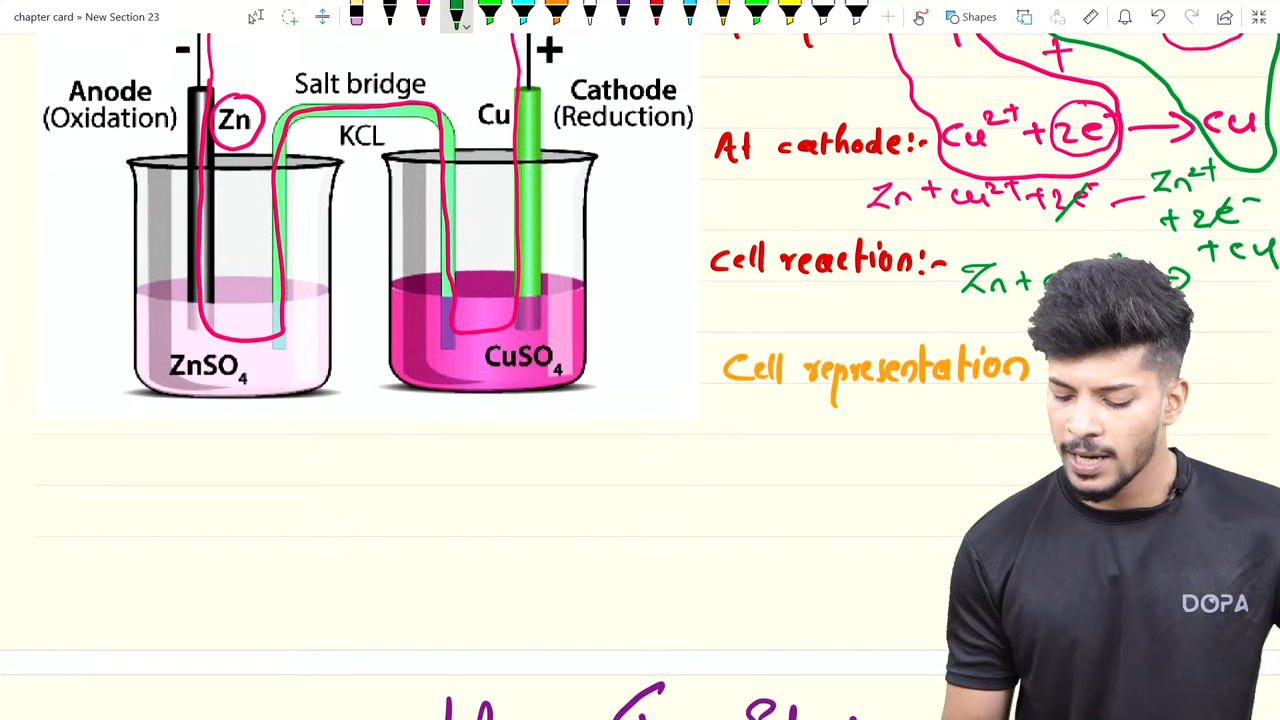 chapter card » New Section 23
Shapes
- +
Anode
(Oxidation)
Zn
Salt bridge
KCL
Cu
Cathode
(Reduction)
ZnSO4
CuSO4
+
At cathode:- Cu2+ + 2e- → Cu
Zn + Cu2+ + 2e- — Zn2+
+ 2e-
+ Cu
Cell reaction:- Zn +
Cell representation
DOPA